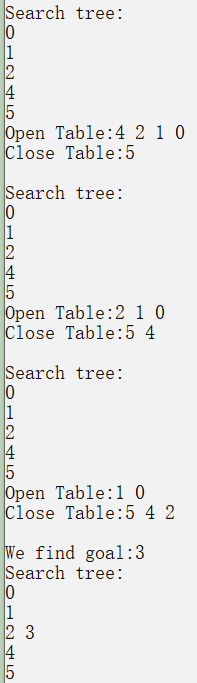 Search tree:
0
1
2
4
5
Open Table:4 2 1 0
Close Table:5
Search tree:
0
1
2
4
5
Open Table:2 1 0
Close Table:5 4
Search tree:
0
1
2
4
5
Open Table:1 0
Close Table:5 4 2
We find goal:3
Search tree:
0
1
2 3
4
5